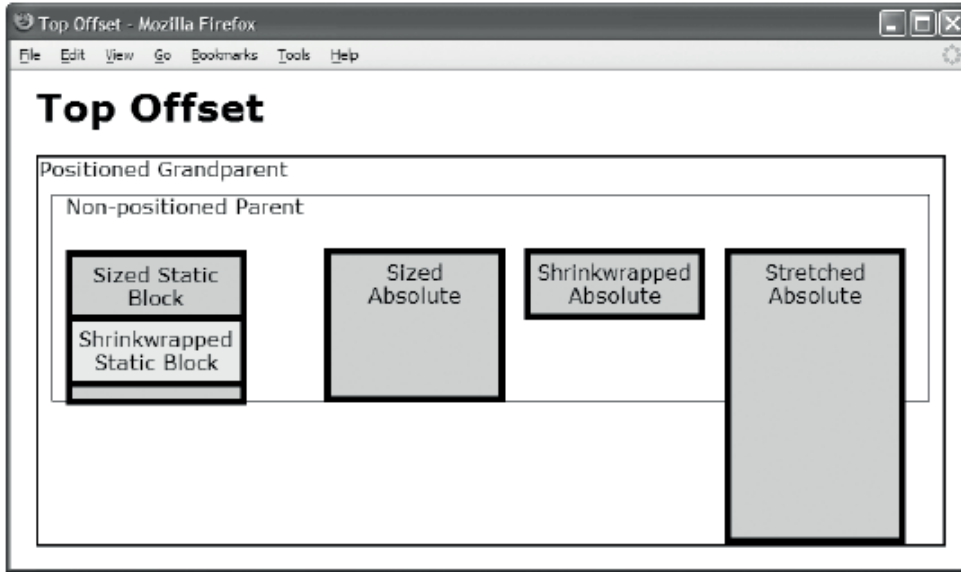 Top Offset - Mozilla Firefox
File Edit View Go Bookmarks Tools Help
Top Offset
Positioned Grandparent
Non-positioned Parent
Sized Static
Block
Shrinkwrapped
Static Block
Sized
Absolute
Shrinkwrapped
Absolute
Stretched
Absolute